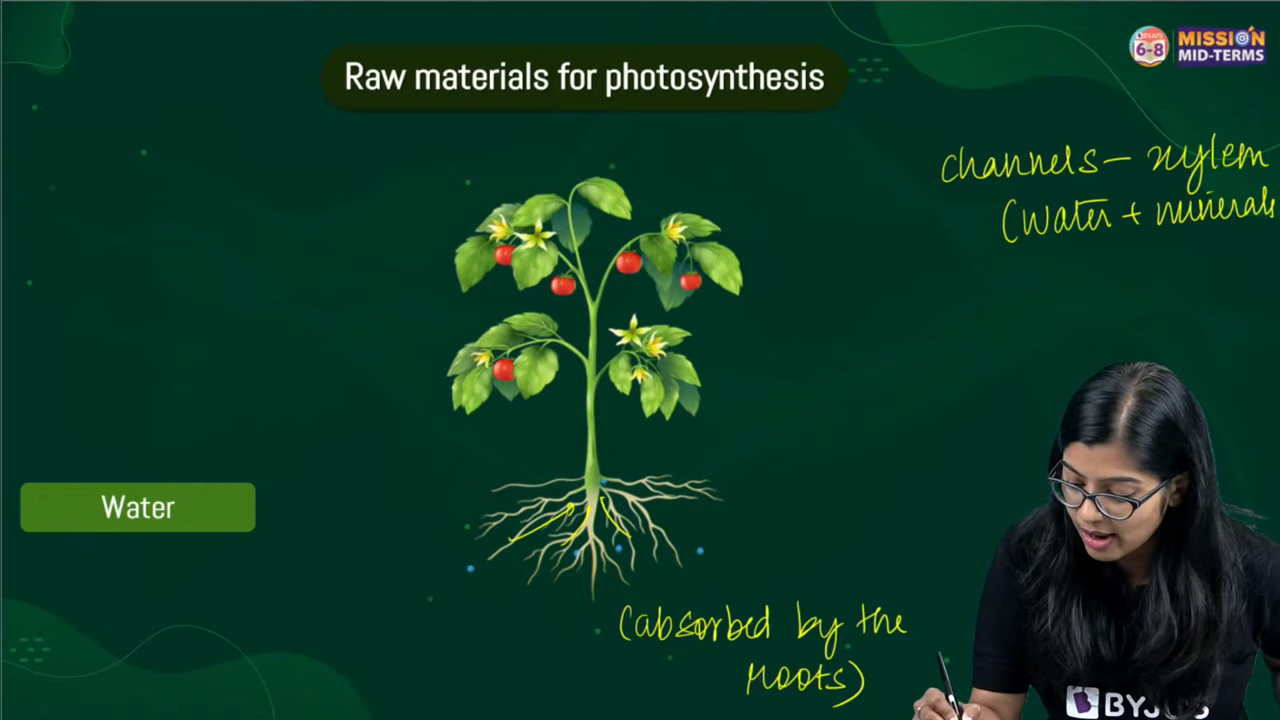 Raw materials for photosynthesis
BYJU'S
6-8
MISSION
MID-TERMS
channels – xylem
(Water + minerals
Water
(absorbed by the
roots)
BYJU'S